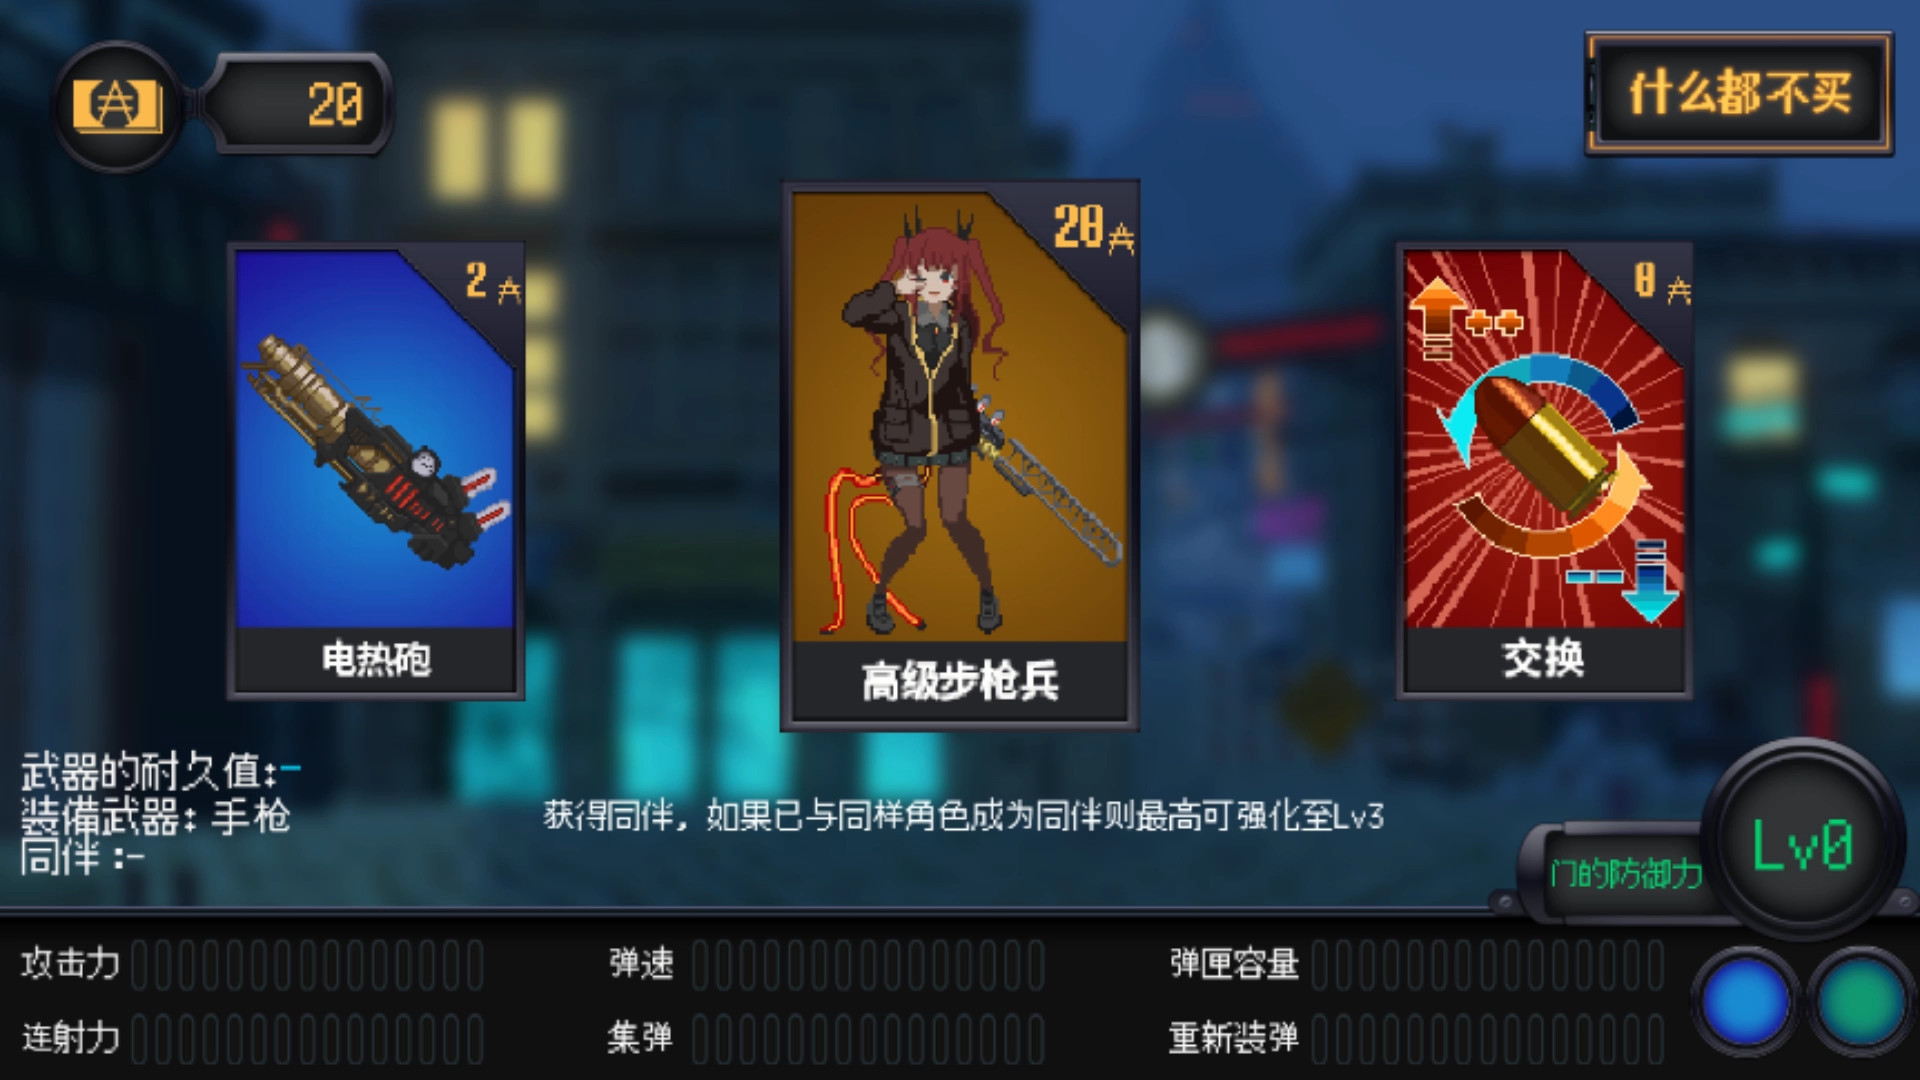 20
什么都不买
2
电热砲
20
高级步枪兵
0
交换
武器的耐久值:-
装備武器: 手枪
同伴 :-
获得同伴, 如果已与同样角色成为同伴则最高可强化至Lv3
门的防御力
Lv0
攻击力
弹速
弹匣容量
连射力
集弹
重新装弹